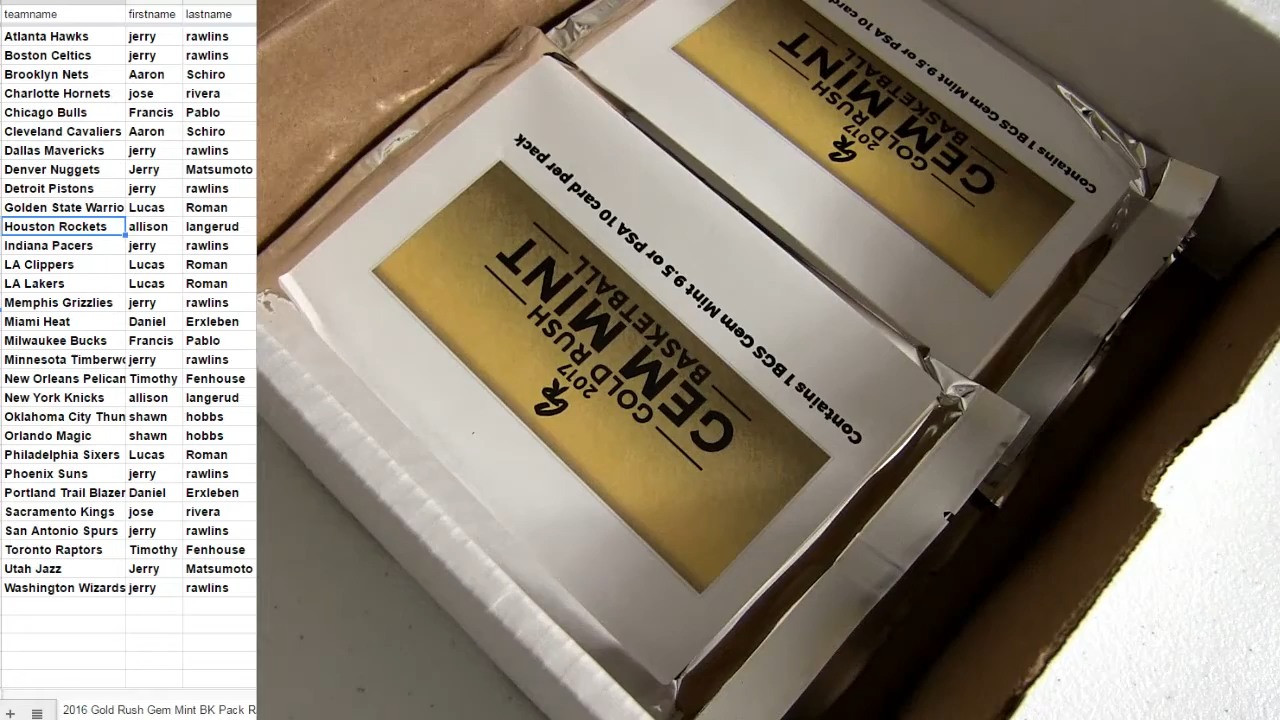 teamname firstname lastname
Atlanta Hawks jerry rawlins
Boston Celtics jerry rawlins
Brooklyn Nets Aaron Schiro
Charlotte Hornets jose rivera
Chicago Bulls Francis Pablo
Cleveland Cavaliers Aaron Schiro
Dallas Mavericks jerry rawlins
Denver Nuggets Jerry Matsumoto
Detroit Pistons jerry rawlins
Golden State Warrio Lucas Roman
Houston Rockets allison langerud
Indiana Pacers jerry rawlins
LA Clippers Lucas Roman
LA Lakers Lucas Roman
Memphis Grizzlies jerry rawlins
Miami Heat Daniel Erxleben
Milwaukee Bucks Francis Pablo
Minnesota Timberwo jerry rawlins
New Orleans Pelican Timothy Fenhouse
New York Knicks allison langerud
Oklahoma City Thun shawn hobbs
Orlando Magic shawn hobbs
Philadelphia Sixers Lucas Roman
Phoenix Suns jerry rawlins
Portland Trail Blazer Daniel Erxleben
Sacramento Kings jose rivera
San Antonio Spurs jerry rawlins
Toronto Raptors Timothy Fenhouse
Utah Jazz Jerry Matsumoto
Washington Wizards jerry rawlins
2016 Gold Rush Gem Mint BK Pack R
GR
2017
GOLD RUSH
GEM MINT
BASKETBALL
Contains 1 BGS Gem Mint 9.5 or PSA 10 card
GR
2017
GOLD RUSH
GEM MINT
BASKETBALL
Contains 1 BGS Gem Mint 9.5 or PSA 10 card per pack